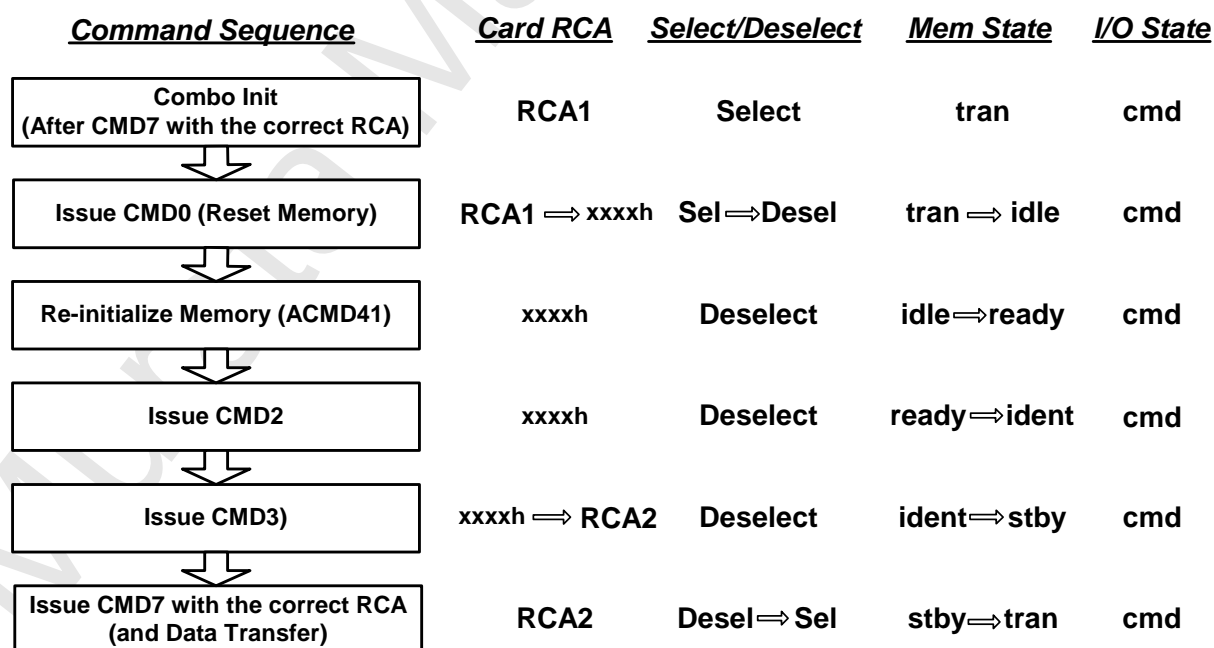 Command Sequence Card RCA Select/Deselect Mem State I/O State
Combo Init
(After CMD7 with the correct RCA) RCA1 Select tran cmd
Issue CMD0 (Reset Memory) RCA1 ⟹ xxxxh Sel ⟹ Desel tran ⟹ idle cmd
Re-initialize Memory (ACMD41) xxxxh Deselect idle ⟹ ready cmd
Issue CMD2 xxxxh Deselect ready ⟹ ident cmd
Issue CMD3) xxxxh ⟹ RCA2 Deselect ident ⟹ stby cmd
Issue CMD7 with the correct RCA
(and Data Transfer) RCA2 Desel ⟹ Sel stby ⟹ tran cmd